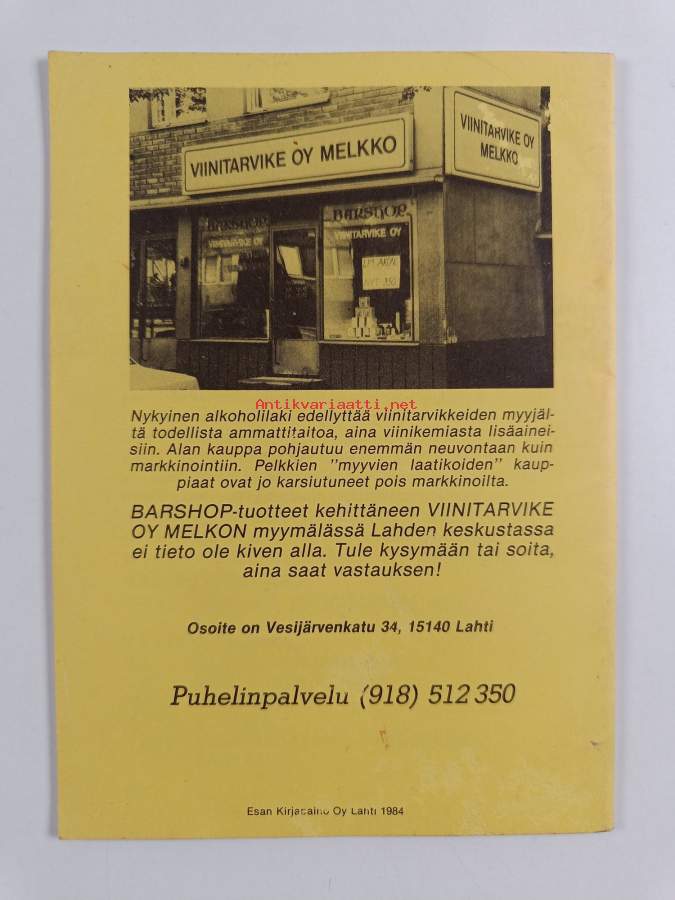 VIINITARVIKE OY MELKKO
VIINITARVIKE OY
MELKKO
BARSHOP
VIINITARVIKE OY
BARSHOP
VIINITARVIKE OY
Antikvariaatti.net
Nykyinen alkoholilaki edellyttää viinitarvikkeiden myyjäl-
tä todellista ammattitaitoa, aina viinikemiasta lisäainei-
siin. Alan kauppa pohjautuu enemmän neuvontaan kuin
markkinointiin. Pelkkien "myyvien laatikoiden" kaup-
piaat ovat jo karsiutuneet pois markkinoilta.
BARSHOP-tuotteet kehittäneen VIINITARVIKE
OY MELKON myymälässä Lahden keskustassa
ei tieto ole kiven alla. Tule kysymään tai soita,
aina saat vastauksen!
Osoite on Vesijärvenkatu 34, 15140 Lahti
Puhelinpalvelu (918) 512 350
Esan Kirjapaino Oy Lahti 1984